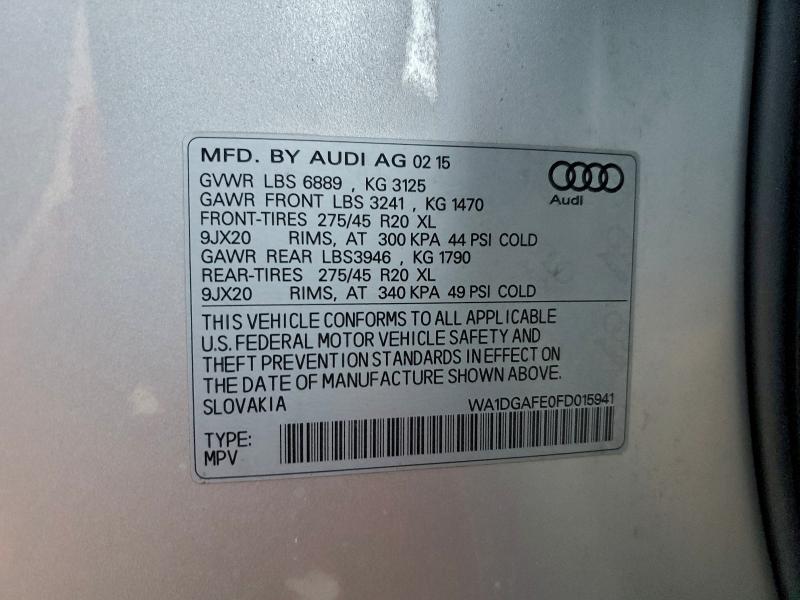 MFD. BY AUDI AG 02 15
GVWR LBS 6889 , KG 3125
GAWR FRONT LBS 3241 , KG 1470
FRONT-TIRES 275/45 R20 XL
9JX20 RIMS, AT 300 KPA 44 PSI COLD
GAWR REAR LBS3946 , KG 1790
REAR-TIRES 275/45 R20 XL
9JX20 RIMS, AT 340 KPA 49 PSI COLD
Audi
THIS VEHICLE CONFORMS TO ALL APPLICABLE
U.S. FEDERAL MOTOR VEHICLE SAFETY AND
THEFT PREVENTION STANDARDS IN EFFECT ON
THE DATE OF MANUFACTURE SHOWN ABOVE.
SLOVAKIA WA1DGAFE0FD015941
TYPE:
MPV